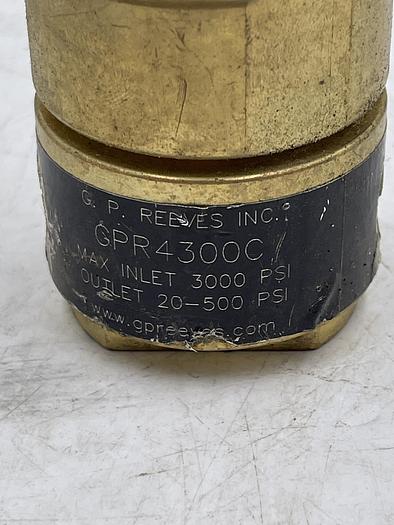 G. P. REEVES INC.
GPR4300C
MAX INLET 3000 PSI
OUTLET 20-500 PSI
www.gpreeves.com